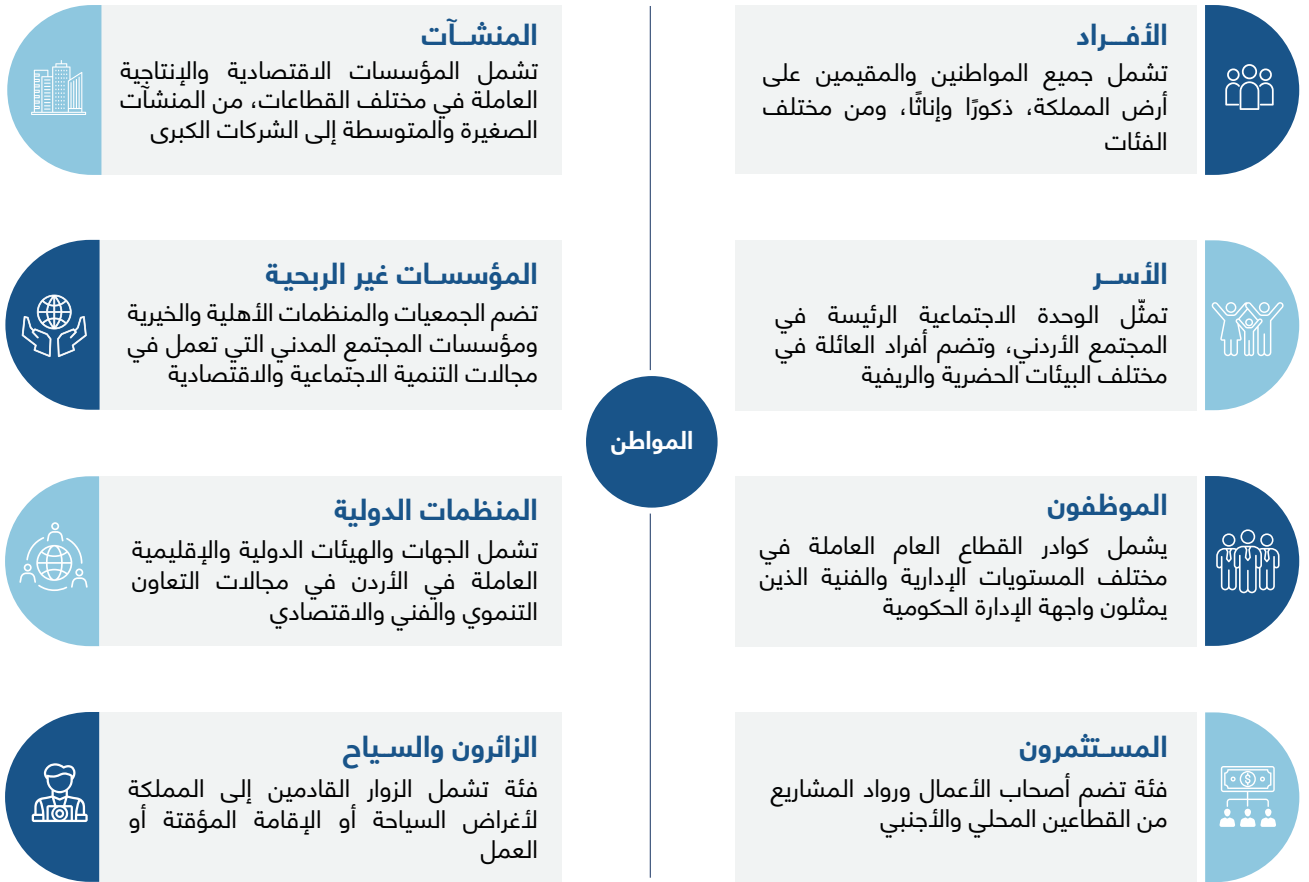 الأفـــراد
تشمل جميع المواطنين والمقيمين على
أرض المملكة، ذكورًا وإناثًا، ومن مختلف
الفئات
المنشــآت
تشمل المؤسسات الاقتصادية والإنتاجية
العاملة في مختلف القطاعات، من المنشآت
الصغيرة والمتوسطة إلى الشركات الكبرى
الأســـر
تمثّل الوحدة الاجتماعية الرئيسة في
المجتمع الأردني، وتضم أفراد العائلة في
مختلف البيئات الحضرية والريفية
المؤسســات غير الربحيـة
تضم الجمعيات والمنظمات الأهلية والخيرية
ومؤسسات المجتمع المدني التي تعمل في
مجالات التنمية الاجتماعية والاقتصادية
المواطن
الموظفون
يشمل كوادر القطاع العام العاملة في
مختلف المستويات الإدارية والفنية الذين
يمثلون واجهة الإدارة الحكومية
المنظمات الدولية
تشمل الجهات والهيئات الدولية والإقليمية
العاملة في الأردن في مجالات التعاون
التنموي والفني والاقتصادي
المسـتثمرون
فئة تضم أصحاب الأعمال ورواد المشاريع
من القطاعين المحلي والأجنبي
الزائرون والسـياح
فئة تشمل الزوار القادمين إلى المملكة
لأغراض السياحة أو الإقامة المؤقتة أو
العمل